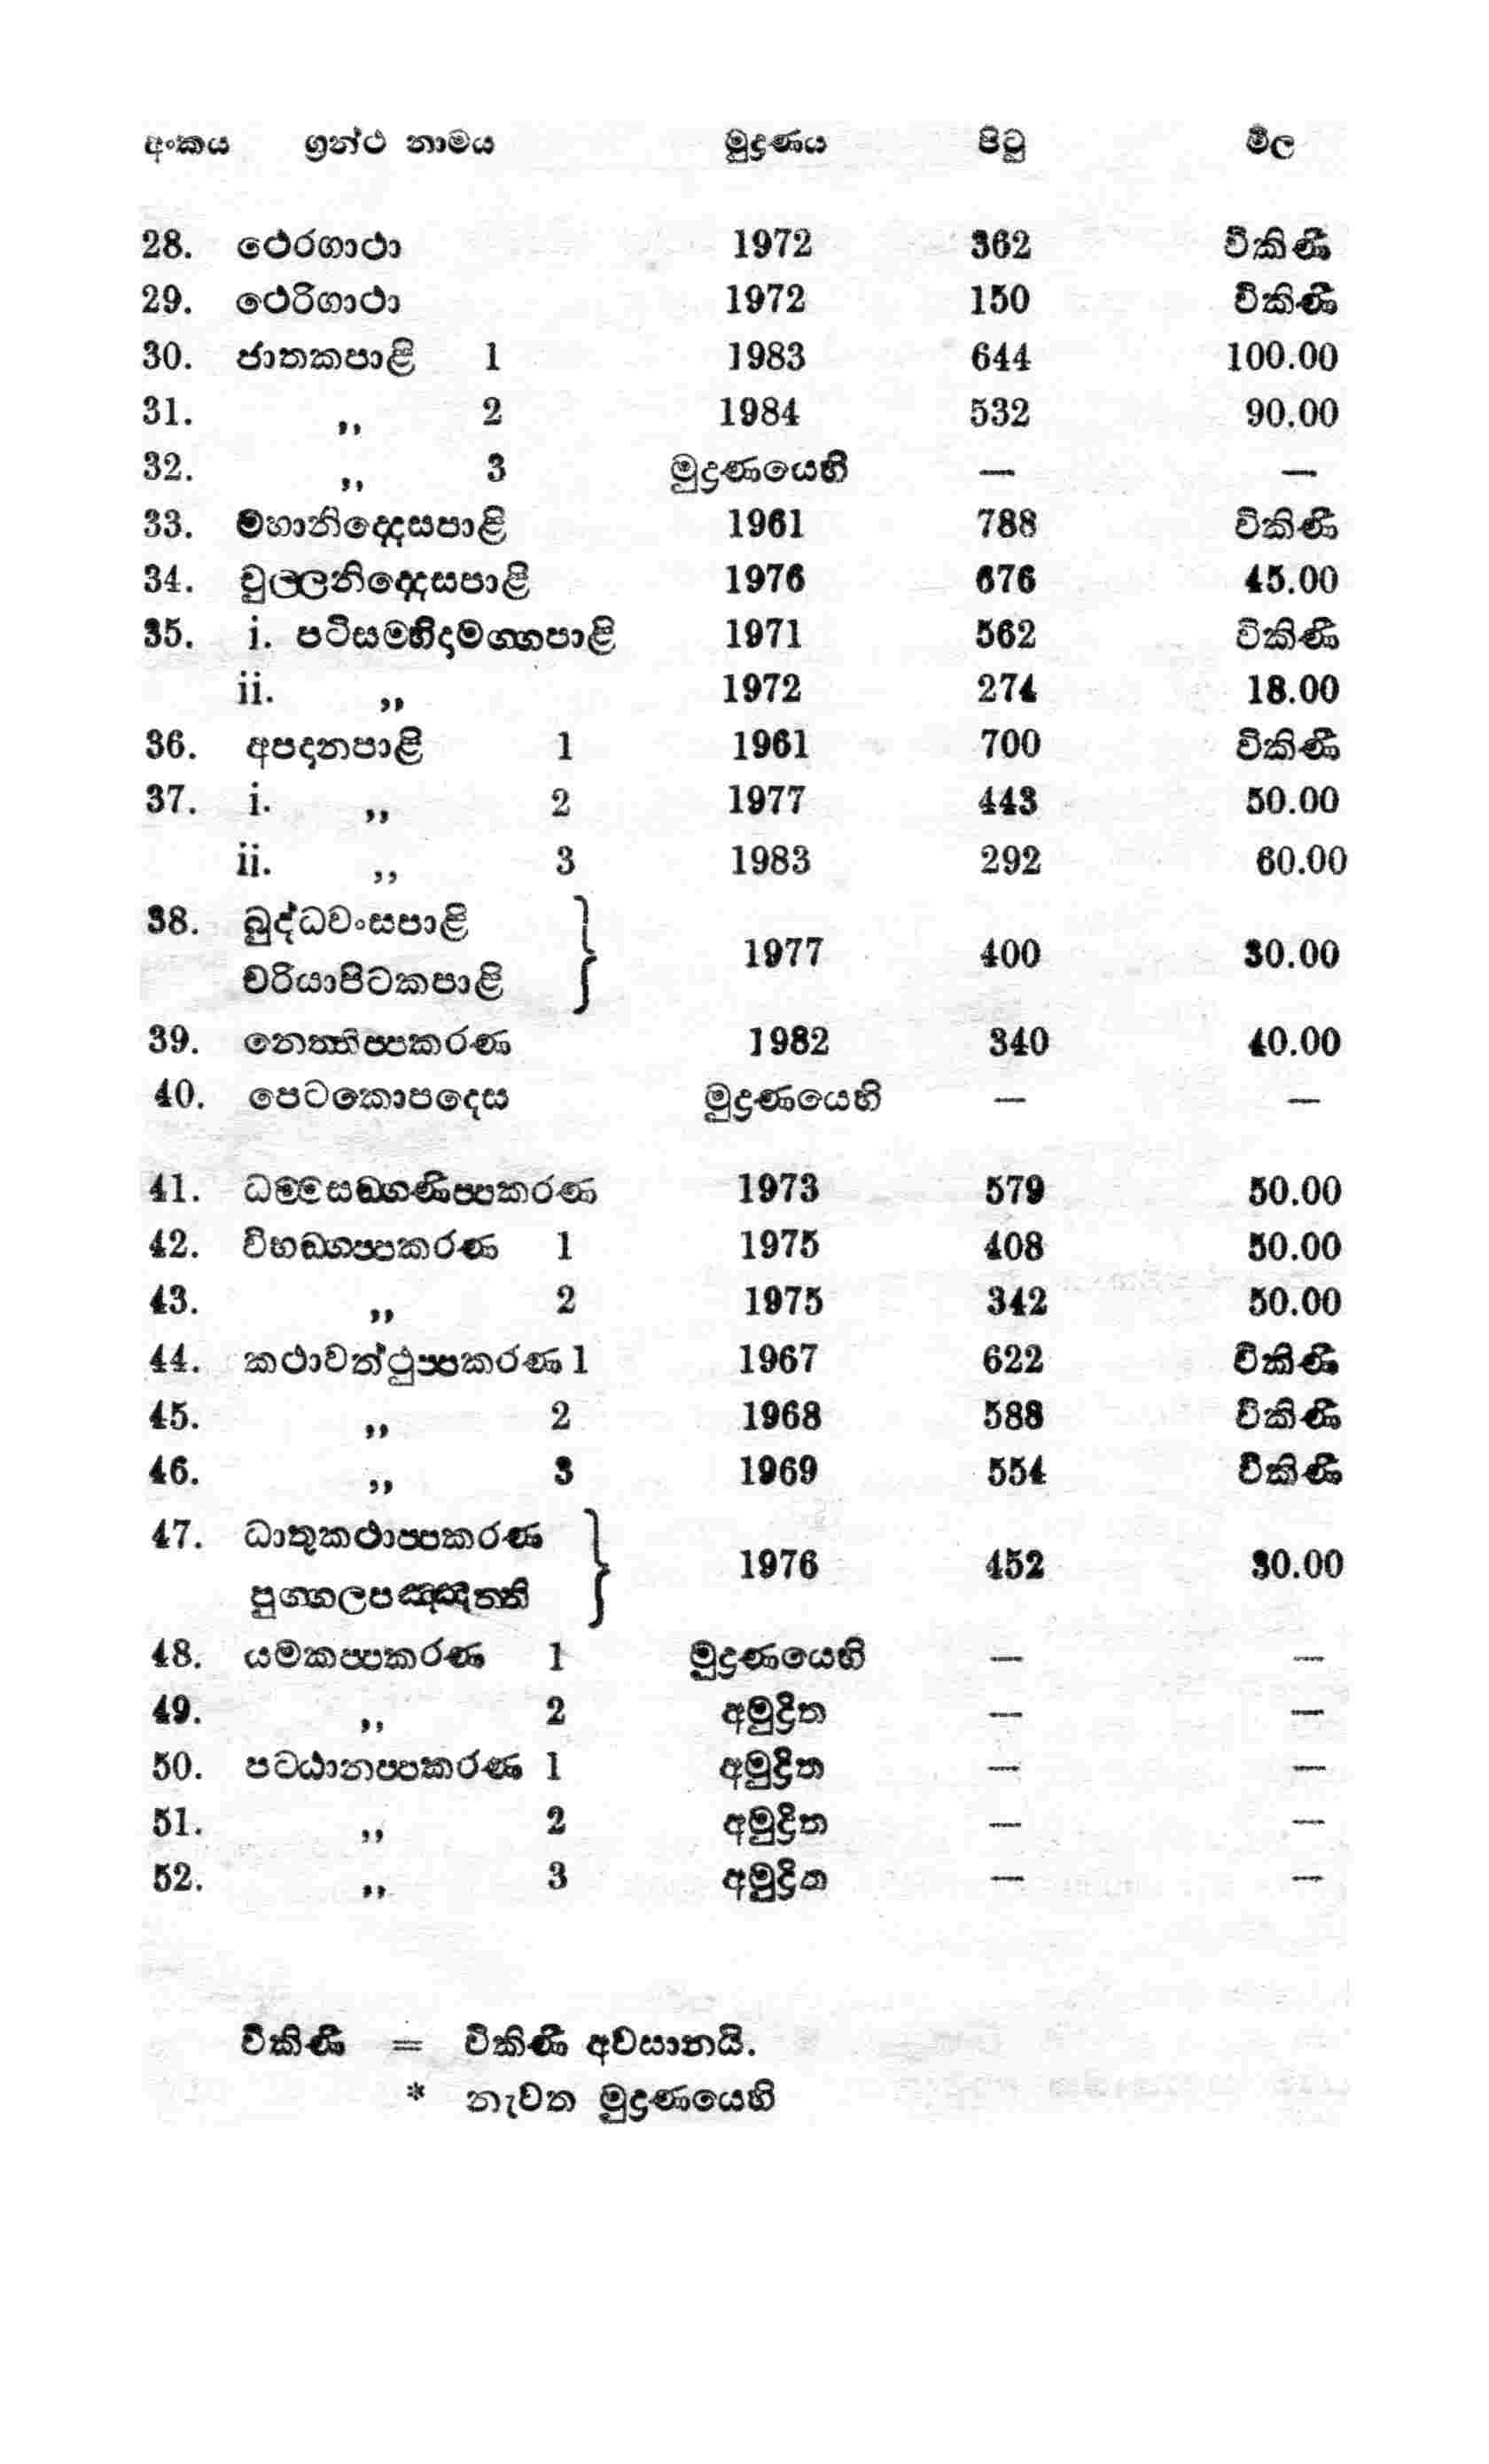 අංකය ග්‍රන්ථ නාමය මුද්‍රණය පිටු මිල
28. ථෙරගාථා 1972 362 විකිණි
29. ථෙරිගාථා 1972 150 විකිණි
30. ජාතකපාළි 1 1983 644 100.00
31. ,, 2 1984 532 90.00
32. ,, 3 මුද්‍රණයෙහි — —
33. මහානිද්දෙසපාළි 1961 788 විකිණි
34. චුල්ලනිද්දෙසපාළි 1976 676 45.00
35. i. පටිසම්භිදාමග්ගපාළි 1971 562 විකිණි
ii. ,, 1972 274 18.00
36. අපදානපාළි 1 1961 700 විකිණි
37. i. ,, 2 1977 443 50.00
ii. ,, 3 1983 292 60.00
38. බුද්ධවංසපාළි
චරියාපිටකපාළි } 1977 400 30.00
39. නෙත්තිප්පකරණ 1982 340 40.00
40. පෙටකොපදෙස මුද්‍රණයෙහි — —
41. ධම්මසඞ්ගණිප්පකරණ 1973 579 50.00
42. විභඞ්ගප්පකරණ 1 1975 408 50.00
43. ,, 2 1975 342 50.00
44. කථාවත්ථුප්පකරණ 1 1967 622 විකිණි
45. ,, 2 1968 588 විකිණි
46. ,, 3 1969 554 විකිණි
47. ධාතුකථාප්පකරණ
පුග්ගලපඤ්ඤත්ති } 1976 452 30.00
48. යමකප්පකරණ 1 මුද්‍රණයෙහි — —
49. ,, 2 අමුද්‍රිත — —
50. පට්ඨානප්පකරණ 1 අමුද්‍රිත — —
51. ,, 2 අමුද්‍රිත — —
52. ,, 3 අමුද්‍රිත — —
විකිණි = විකිණි අවසානයි.
* නැවත මුද්‍රණයෙහි